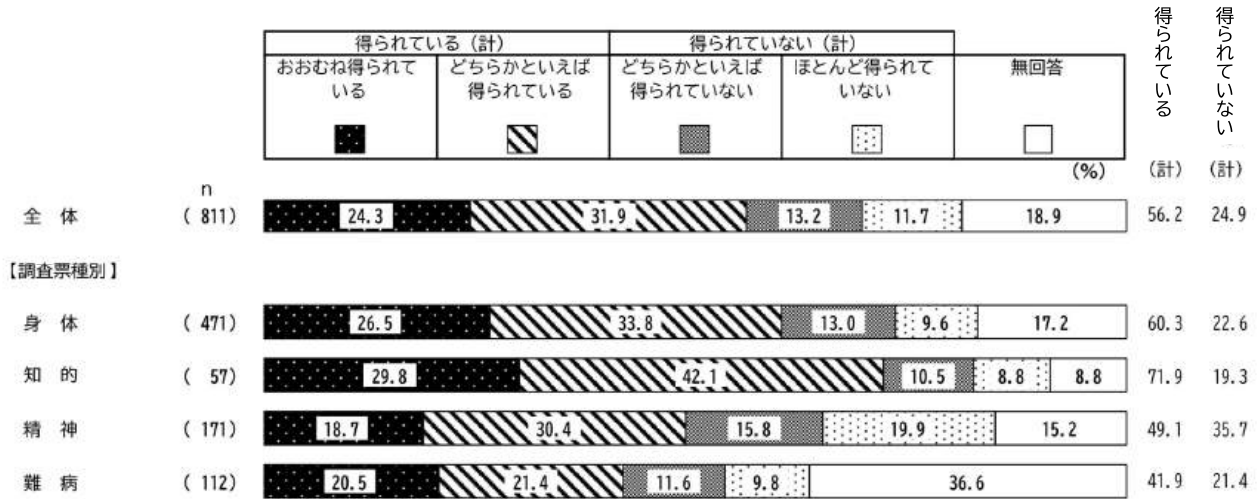 得られている（計） 得られていない（計） 得られている 得られていない
おおむね得られている どちらかといえば得られている どちらかといえば得られていない ほとんど得られていない 無回答
(%) (計) (計)
n
全 体 ( 811) 24.3 31.9 13.2 11.7 18.9 56.2 24.9
【調査票種別】
身 体 ( 471) 26.5 33.8 13.0 9.6 17.2 60.3 22.6
知 的 ( 57) 29.8 42.1 10.5 8.8 8.8 71.9 19.3
精 神 ( 171) 18.7 30.4 15.8 19.9 15.2 49.1 35.7
難 病 ( 112) 20.5 21.4 11.6 9.8 36.6 41.9 21.4